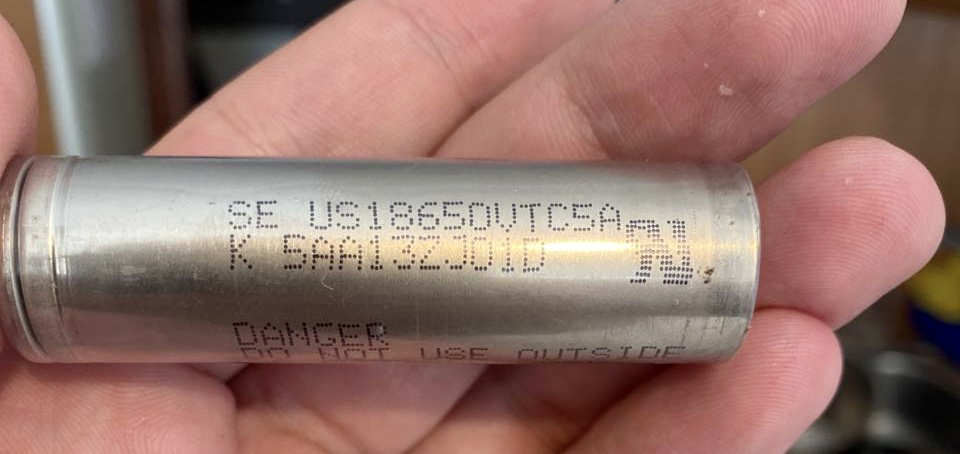 SE US18650VTC5A
K 5AA132J01D
N
DANGER
DO NOT USE OUTSIDE